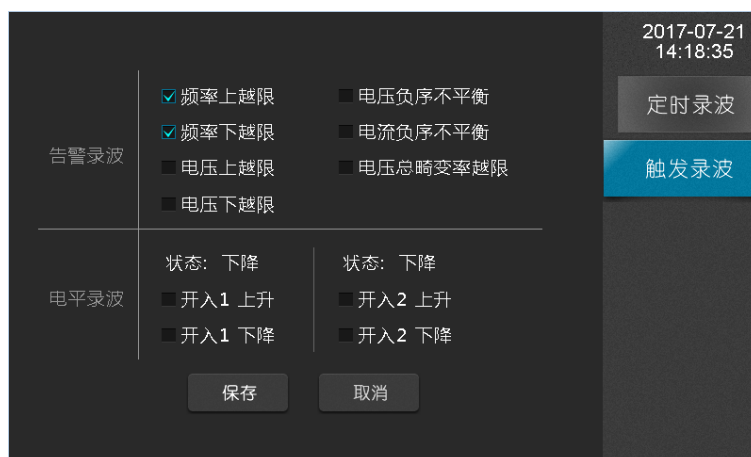 2017-07-21
14:18:35
定时录波
触发录波
告警录波
频率上越限
电压负序不平衡
频率下越限
电流负序不平衡
电压上越限
电压总畸变率越限
电压下越限
电平录波
状态: 下降
状态: 下降
开入1 上升
开入2 上升
开入1 下降
开入2 下降
保存
取消